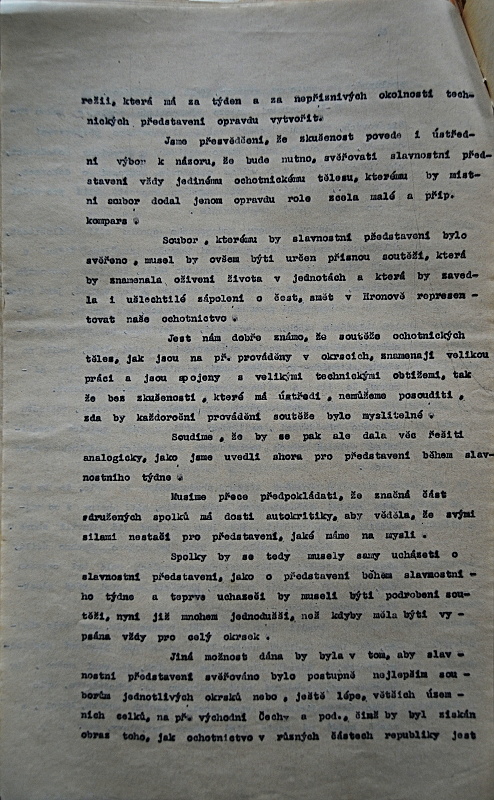 režii, která má za týden a za nepříznivých okolností tech-
nických představení opravdu vytvořit.
Jsme přesvědčeni, že zkušenost povede i ústřed-
ní výbor k názoru, že bude nutno, svěřovati slavnostní před-
stavení vždy jedinému ochotnickému tělesu, kterému by míst-
ní soubor dodal jenom opravdu role zcela malé a příp.
kompars .
Soubor , kterému by slavnostní představení bylo
svěřeno , musel by ovšem býti určen přísnou soutěží, která
by znamenala oživení života v jednotách a která by zaved-
la i ušlechtilé zápolení o čest, smět v Hronově represen -
tovat naše ochotnictvo .
Jest nám dobře známo, že soutěže ochotnických
těles, jak jsou na př. prováděny v okrscích, znamenají velikou
práci a jsou spojeny s velikými technickými obtížemi, tak
že bez zkušeností , které má ústředí , nemůžeme posouditi ,
zda by každoroční provádění soutěže bylo myslitelné .
Soudíme , že by se pak ale dala věc řešiti
analogicky, jako jsme uvedli shora pro představení během slav-
nostního týdne .
Musíme přece předpokládati, že značná část
sdružených spolků má dosti autokritiky, aby věděla, že svými
silami nestačí pro představení, jaké máme na mysli .
Spolky by se tedy musely samy ucházeti o
slavnostní představení, jako o představení během slavnostní -
ho týdne a teprve uchazeči by museli býti podrobeni sou-
těži, nyní již mnohem jednodušší, než kdyby měla býti vy -
psána vždy pro celý okrsek .
Jiná možnost dána by byla v tom, aby slav -
nostní představení svěřováno bylo postupně nejlepším sou -
borům jednotlivých okrsků nebo , ještě lépe, větších územ -
ních celků, na př. východní Čechy a pod., čímž by byl získán
obraz toho, jak ochotnictvo v různých částech republiky jest